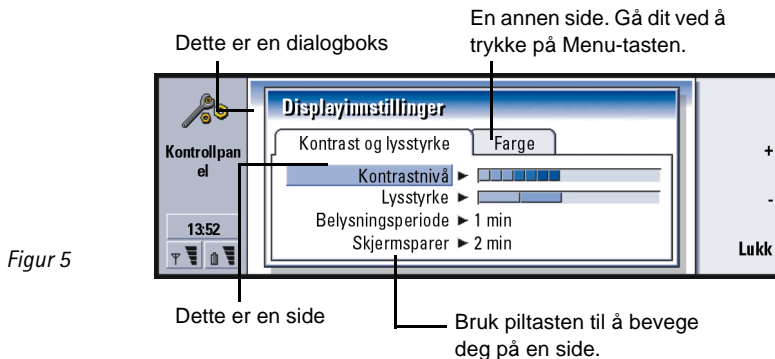 En annen side. Gå dit ved å
trykke på Menu-tasten.
Dette er en dialogboks
Displayinnstillinger
Kontrast og lysstyrke
Farge
Kontrollpan
el
Kontrastnivå
Lysstyrke
Belysningsperiode 1 min
Skjermsparer 2 min
13:52
+
-
Lukk
Figur 5
Dette er en side
Bruk piltasten til å bevege
deg på en side.